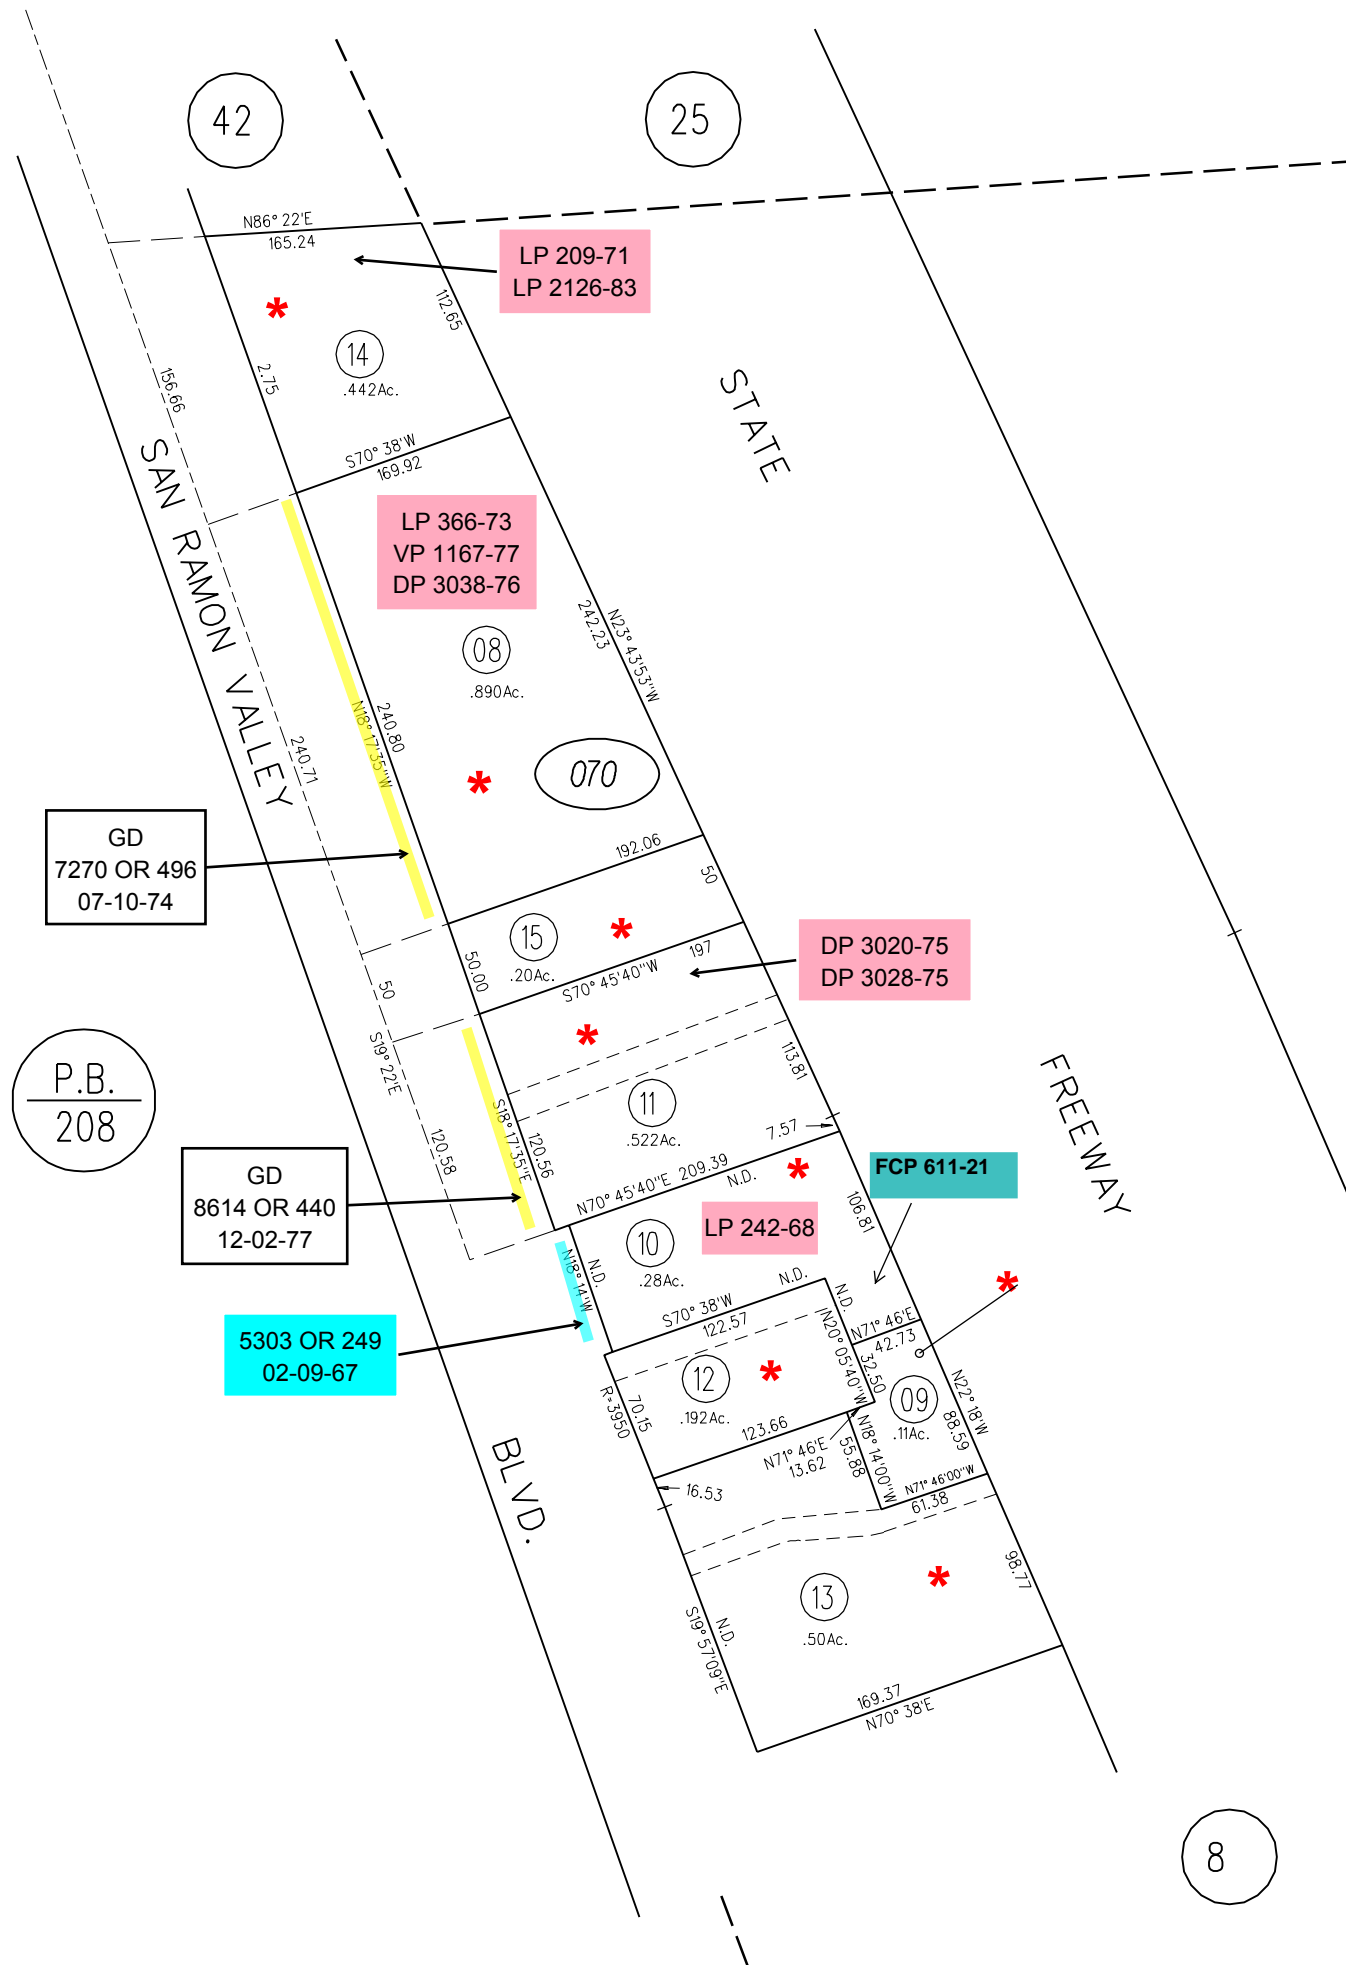 42
25
N86° 22'E
165.24
LP 209-71
LP 2126-83
*
112.65
14
.442Ac.
2.75
156.66
STATE
S70° 38'W
169.92
SAN RAMON VALLEY
LP 366-73
VP 1167-77
DP 3038-76
242.23
N23° 43'53"W
08
.890Ac.
240.80
N18° 17'35"W
240.71
070
*
GD
7270 OR 496
07-10-74
192.06
50
15
.20Ac.
*
197
S70° 45'40"W
DP 3020-75
DP 3028-75
50.00
50
S19° 22'E
*
113.81
P.B.
208
11
.522Ac.
FREEWAY
S18° 17'35"E
120.56
120.58
7.57
N70° 45'40"E 209.39
N.D.
*
FCP 611-21
GD
8614 OR 440
12-02-77
106.81
LP 242-68
10
.28Ac.
N18° 14'W
N.D.
N.D.
N.D.
*
S70° 38'W
122.57
5303 OR 249
02-09-67
N71° 46'E
42.73
N20° 05'40"W
32.50
12
.192Ac.
*
09
.11Ac.
N22° 18'W
88.59
R=3950
70.15
123.66
N71° 46'E
13.62
N18° 14'00"W
55.88
BLVD.
16.53
N71° 46'00"W
61.38
98.77
*
13
.50Ac.
N.D.
S19° 57'09"E
169.37
N70° 38'E
8